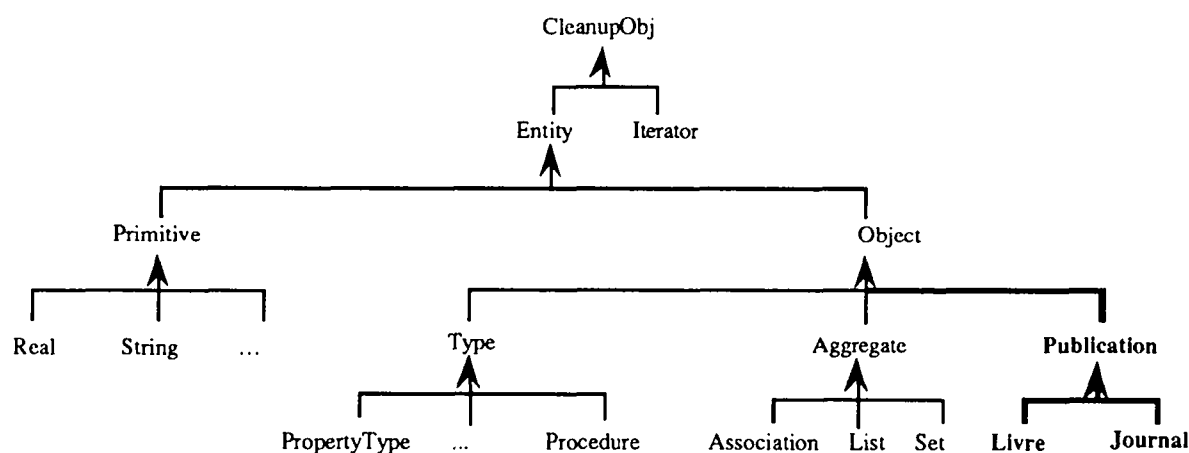 CleanupObj
Entity Iterator
Primitive Object
Real String ... Type Aggregate Publication
PropertyType ... Procedure Association List Set Livre Journal